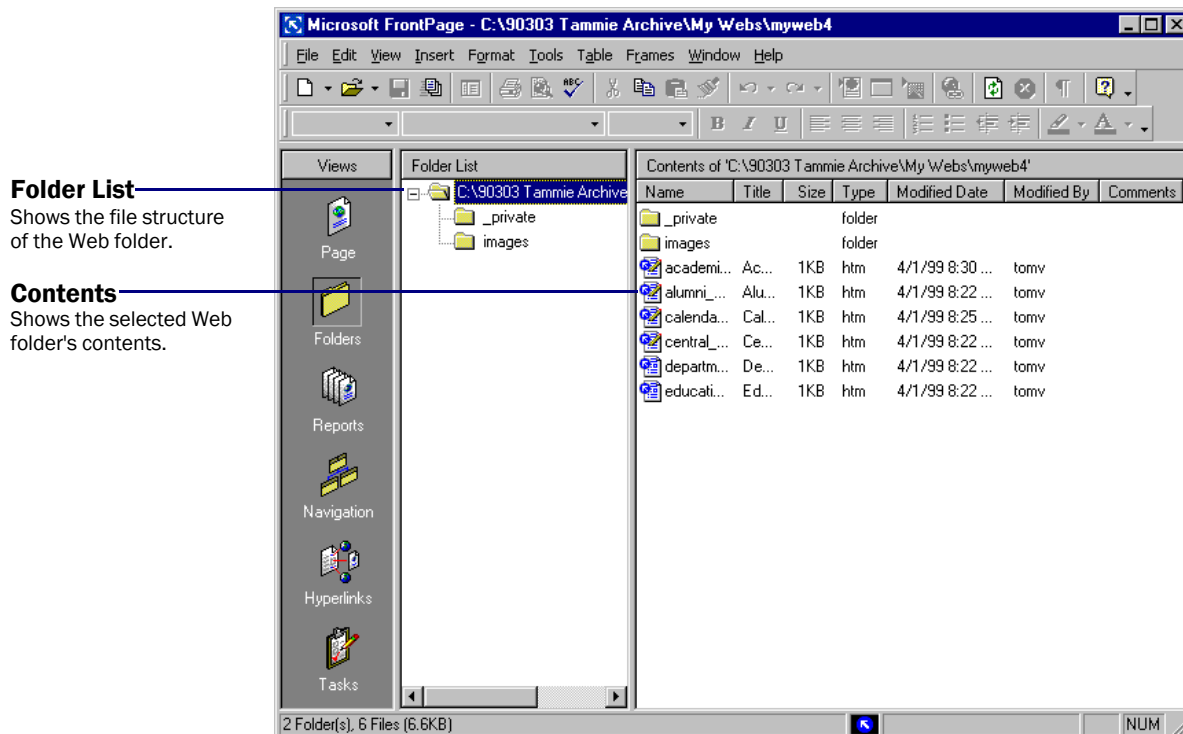 Microsoft FrontPage - C:\90303 Tammie Archive\My Webs\myweb4
File Edit View Insert Format Tools Table Frames Window Help
ABC
B I U A
Views
Folder List
Contents of 'C:\90303 Tammie Archive\My Webs\myweb4'
Folder List
Shows the file structure
of the Web folder.
Contents
Shows the selected Web
folder's contents.
Page
Folders
Reports
Navigation
Hyperlinks
Tasks
C:\90303 Tammie Archive
_private
images
Name Title Size Type Modified Date Modified By Comments
_private folder
images folder
academi... Ac... 1KB htm 4/1/99 8:30 ... tomv
alumni_... Alu... 1KB htm 4/1/99 8:22 ... tomv
calenda... Cal... 1KB htm 4/1/99 8:25 ... tomv
central_... Ce... 1KB htm 4/1/99 8:22 ... tomv
departm... De... 1KB htm 4/1/99 8:22 ... tomv
educati... Ed... 1KB htm 4/1/99 8:22 ... tomv
2 Folder(s), 6 Files (6.6KB)
NUM